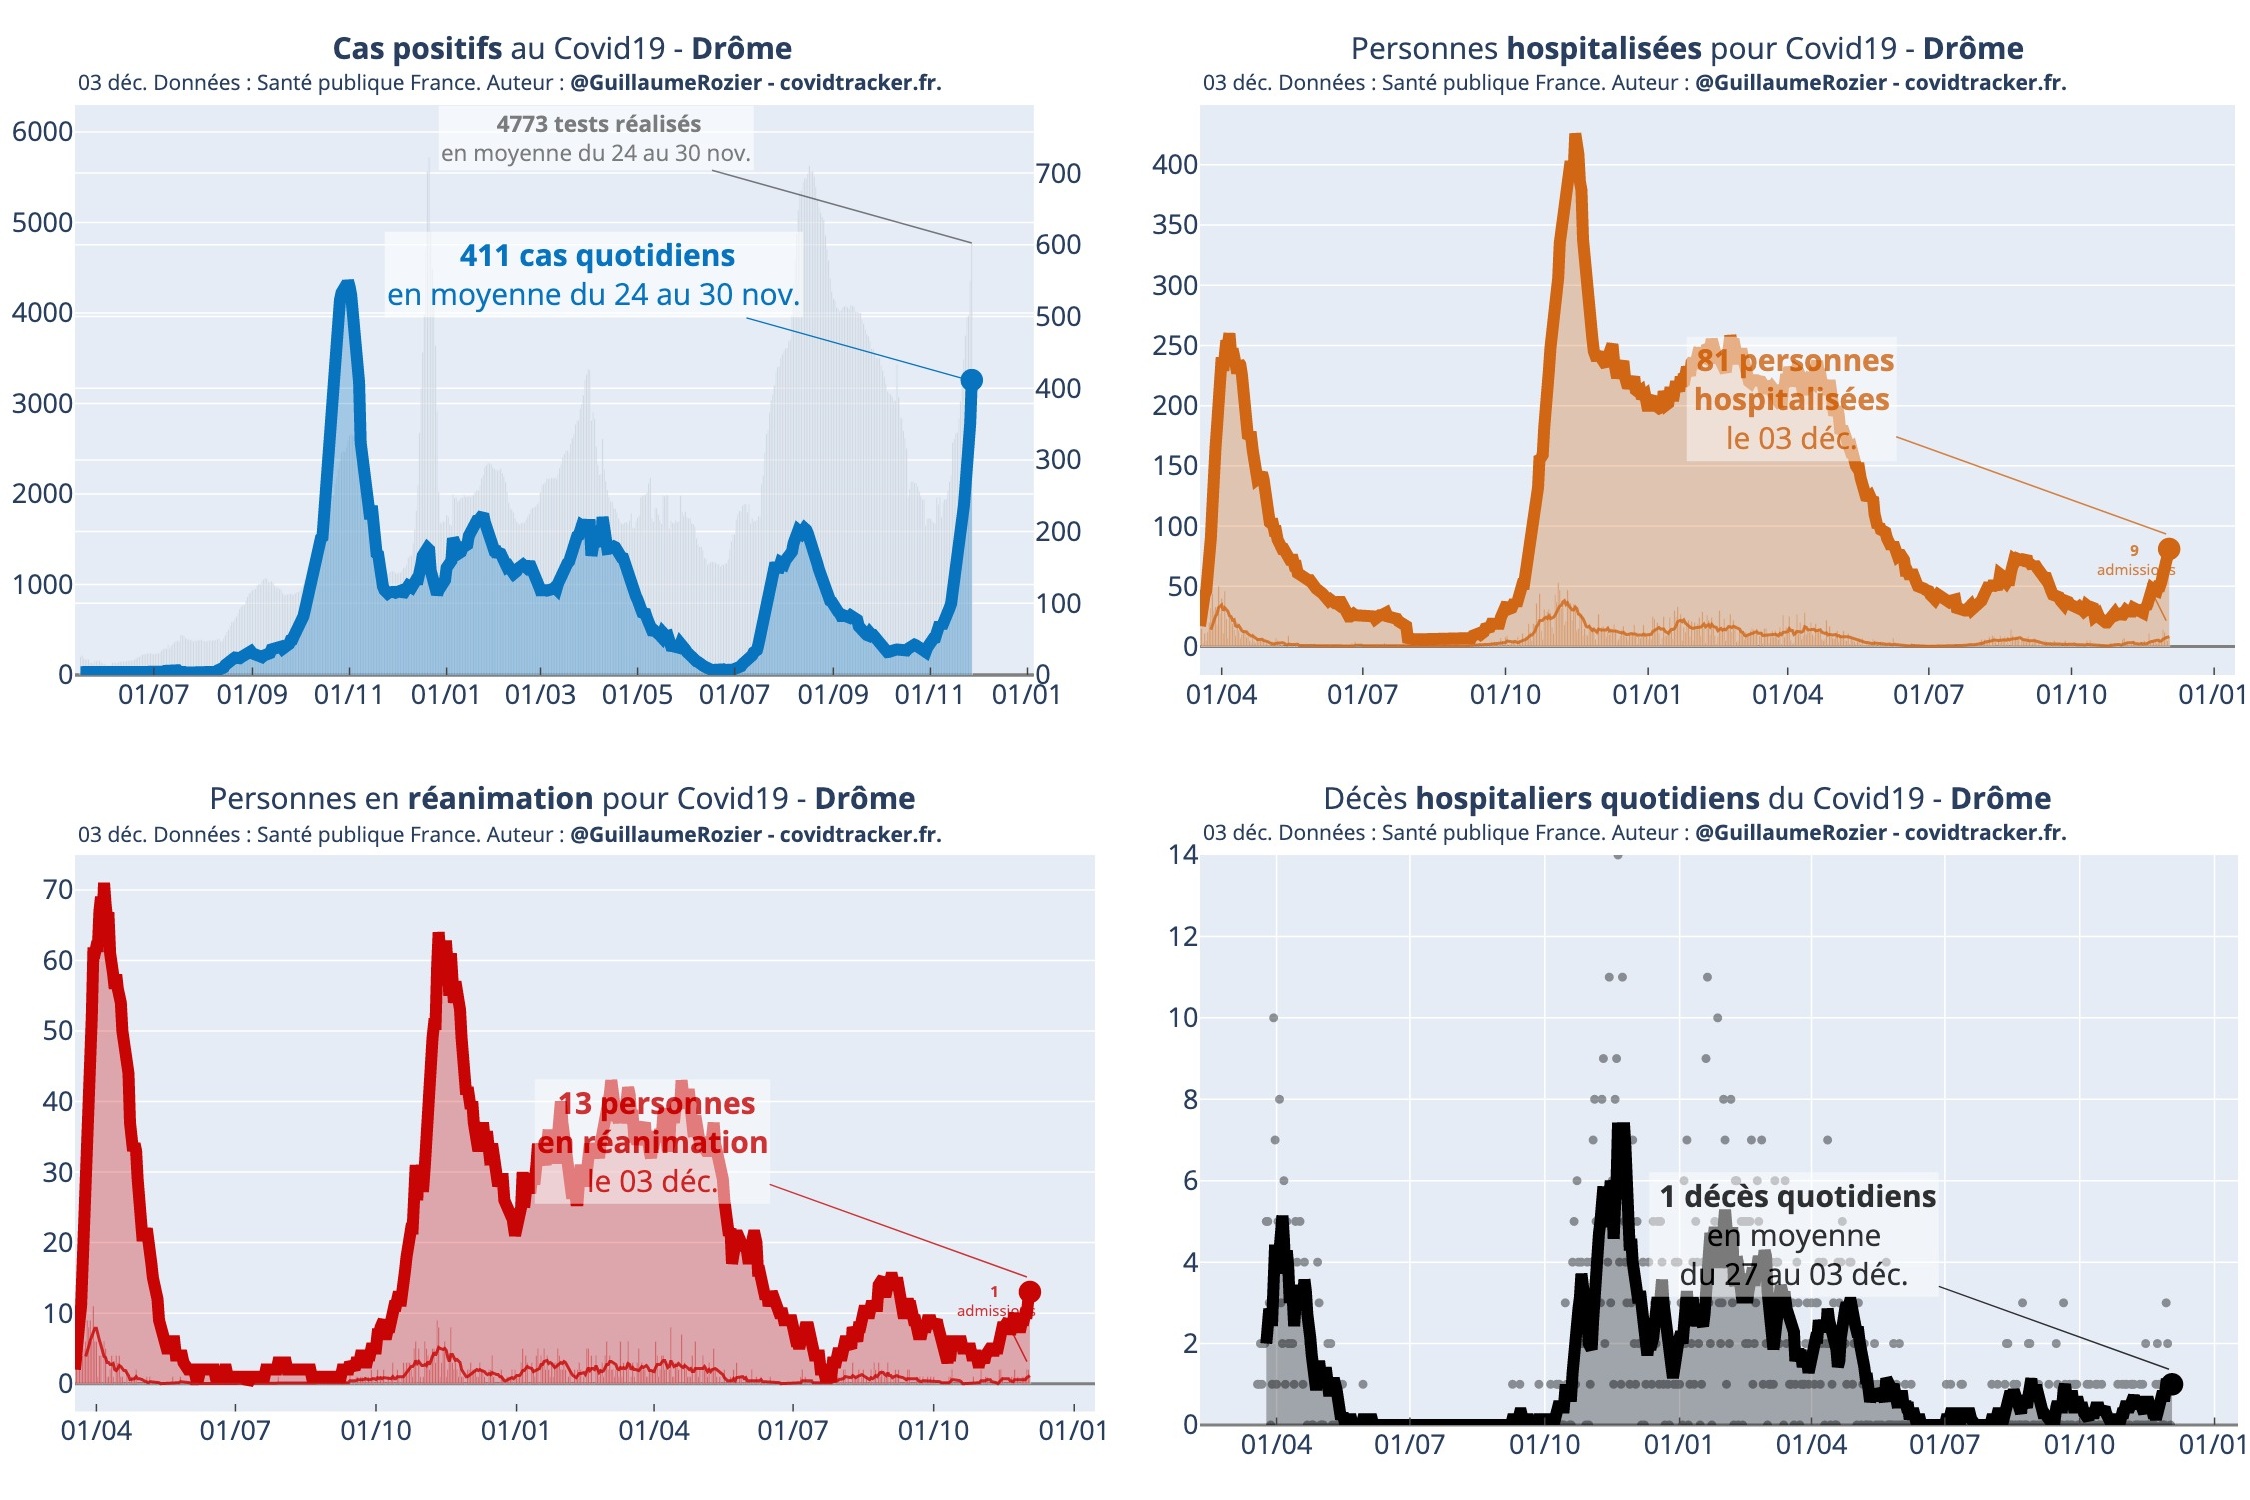 Cas positifs au Covid19 - Drôme
03 déc. Données : Santé publique France. Auteur : @GuillaumeRozier - covidtracker.fr.
4773 tests réalisés
en moyenne du 24 au 30 nov.
411 cas quotidiens
en moyenne du 24 au 30 nov.
6000
5000
4000
3000
2000
1000
0
700
600
500
400
300
200
100
0
01/07 01/09 01/11 01/01 01/03 01/05 01/07 01/09 01/11 01/01
Personnes hospitalisées pour Covid19 - Drôme
03 déc. Données : Santé publique France. Auteur : @GuillaumeRozier - covidtracker.fr.
81 personnes
hospitalisées
le 03 déc.
9
admissions
400
350
300
250
200
150
100
50
0
01/04 01/07 01/10 01/01 01/04 01/07 01/10 01/01
Personnes en réanimation pour Covid19 - Drôme
03 déc. Données : Santé publique France. Auteur : @GuillaumeRozier - covidtracker.fr.
13 personnes
en réanimation
le 03 déc.
1
admissions
70
60
50
40
30
20
10
0
01/04 01/07 01/10 01/01 01/04 01/07 01/10 01/01
Décès hospitaliers quotidiens du Covid19 - Drôme
03 déc. Données : Santé publique France. Auteur : @GuillaumeRozier - covidtracker.fr.
1 décès quotidiens
en moyenne
du 27 au 03 déc.
14
12
10
8
6
4
2
0
01/04 01/07 01/10 01/01 01/04 01/07 01/10 01/01